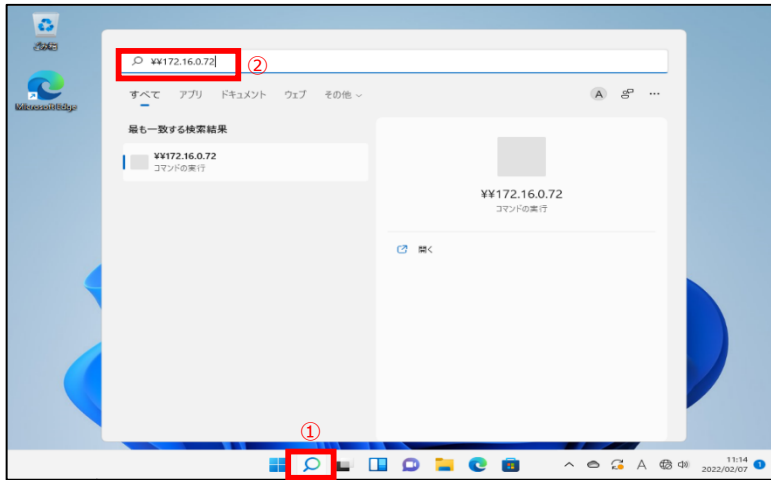 ごみ箱
Microsoft Edge
¥¥172.16.0.72
②
すべて アプリ ドキュメント ウェブ その他
A
最も一致する検索結果
¥¥172.16.0.72
コマンドの実行
¥¥172.16.0.72
コマンドの実行
開く
①
A
11:14
2022/02/07
1